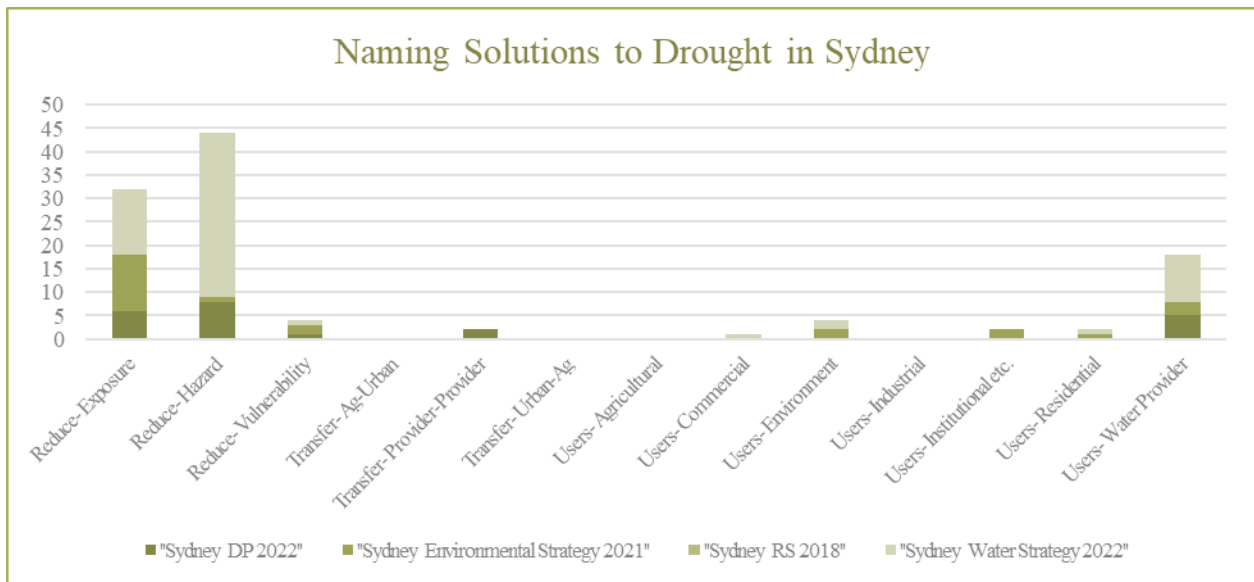 Naming Solutions to Drought in Sydney
50
45
40
35
30
25
20
15
10
5
0
Reduce- Exposure
Reduce- Hazard
Reduce- Vulnerability
Transfer- Ag-Urban
Transfer- Provider-Provider
Transfer- Urban-Ag
Users- Agricultural
Users- Commercial
Users- Environment
Users- Industrial
Users- Institutional etc.
Users- Residential
Users- Water Provider
"Sydney DP 2022" "Sydney Environmental Strategy 2021" "Sydney RS 2018" "Sydney Water Strategy 2022"